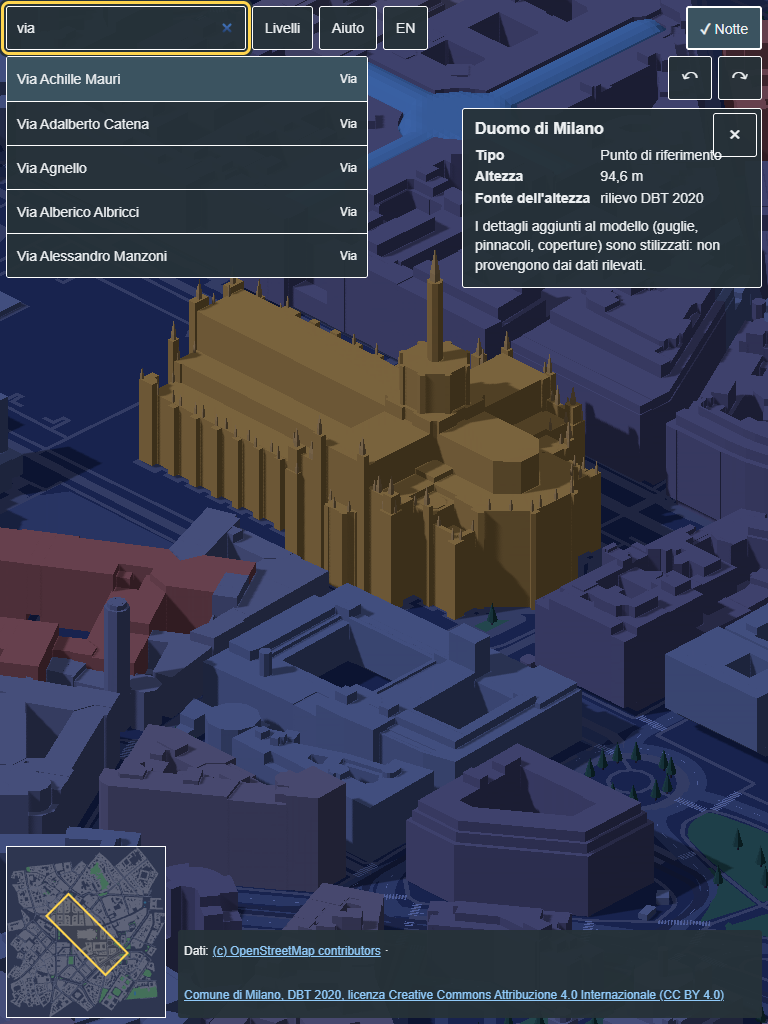 via ×
Livelli
Aiuto
EN
✓ Notte
Via Achille Mauri Via
Via Adalberto Catena Via
Via Agnello Via
Via Alberico Albricci Via
Via Alessandro Manzoni Via
Duomo di Milano ×
Tipo Punto di riferimento
Altezza 94,6 m
Fonte dell'altezza rilievo DBT 2020
I dettagli aggiunti al modello (guglie,
pinnacoli, coperture) sono stilizzati: non
provengono dai dati rilevati.
Dati: (c) OpenStreetMap contributors -
Comune di Milano, DBT 2020, licenza Creative Commons Attribuzione 4.0 Internazionale (CC BY 4.0)